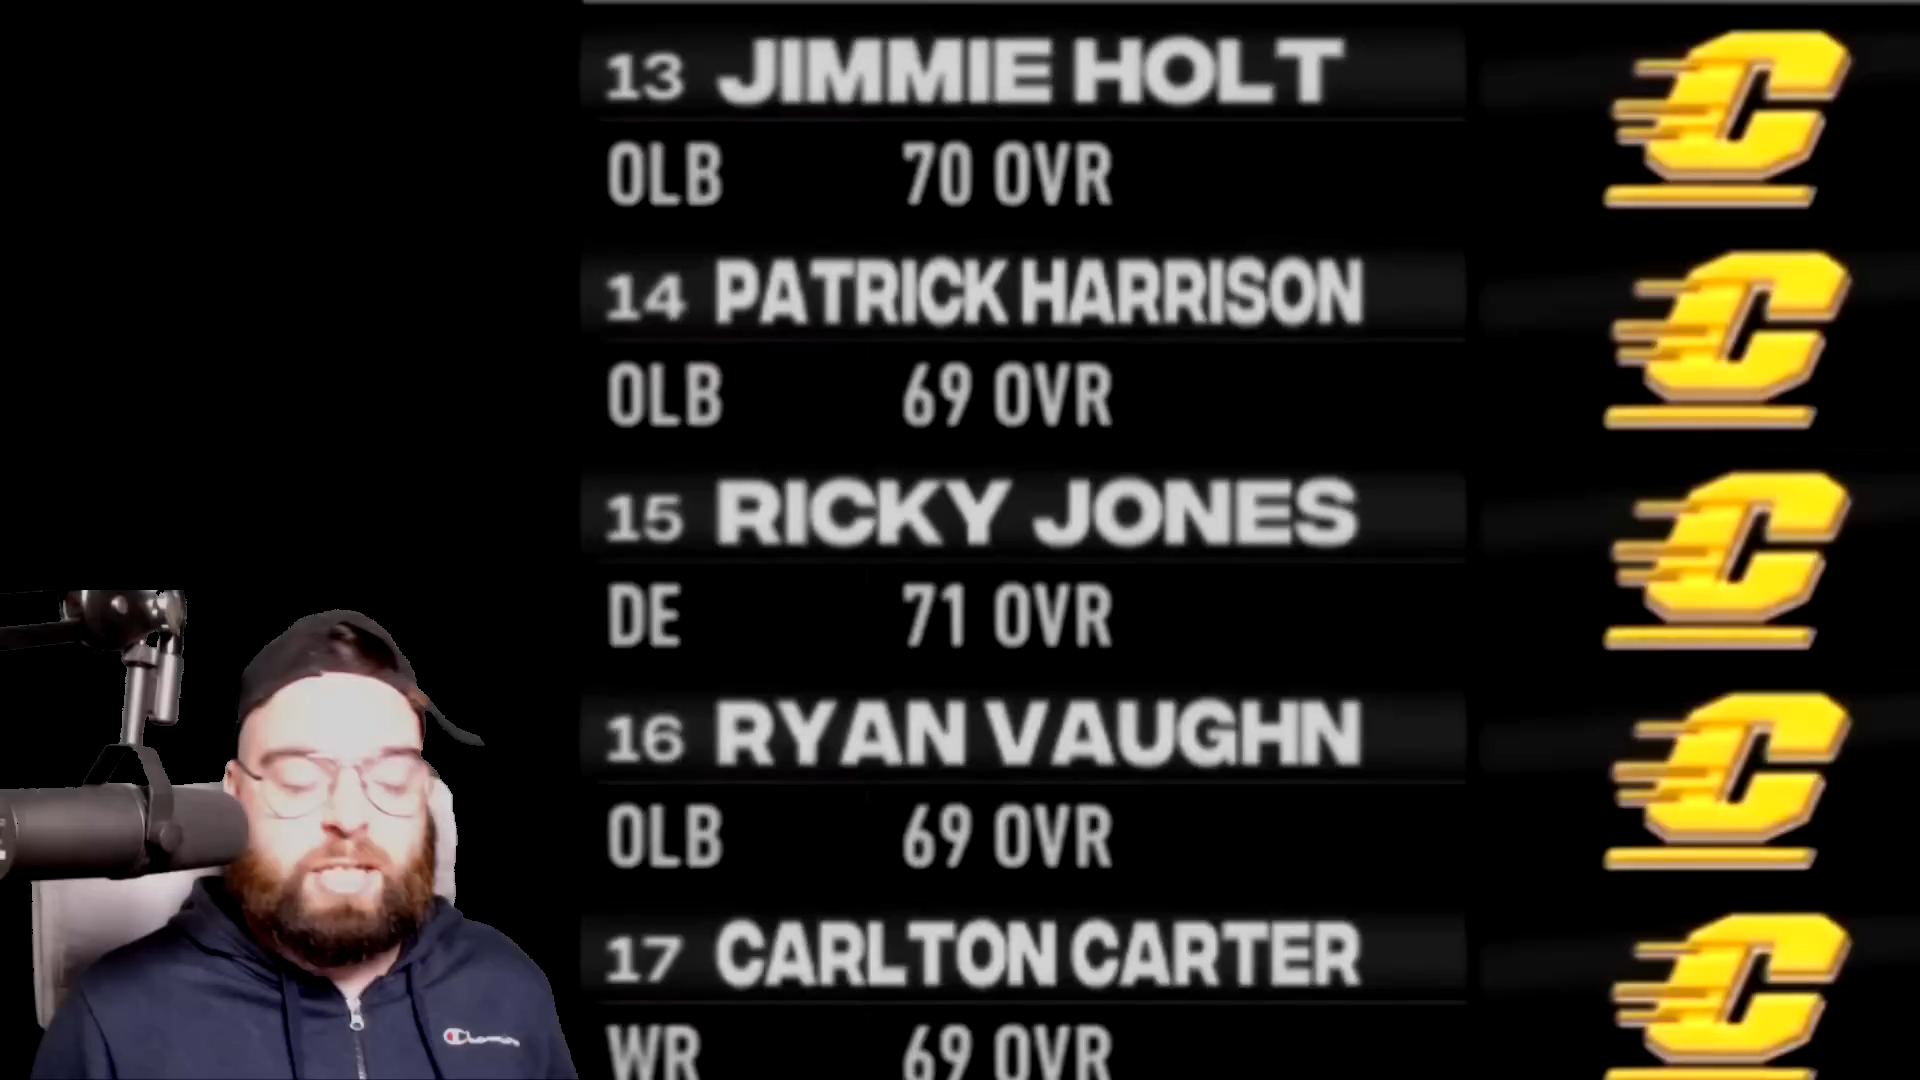 13 JIMMIE HOLT
OLB 70 OVR
14 PATRICK HARRISON
OLB 69 OVR
15 RICKY JONES
DE 71 OVR
16 RYAN VAUGHN
OLB 69 OVR
17 CARLTON CARTER
WR 69 OVR
Champion